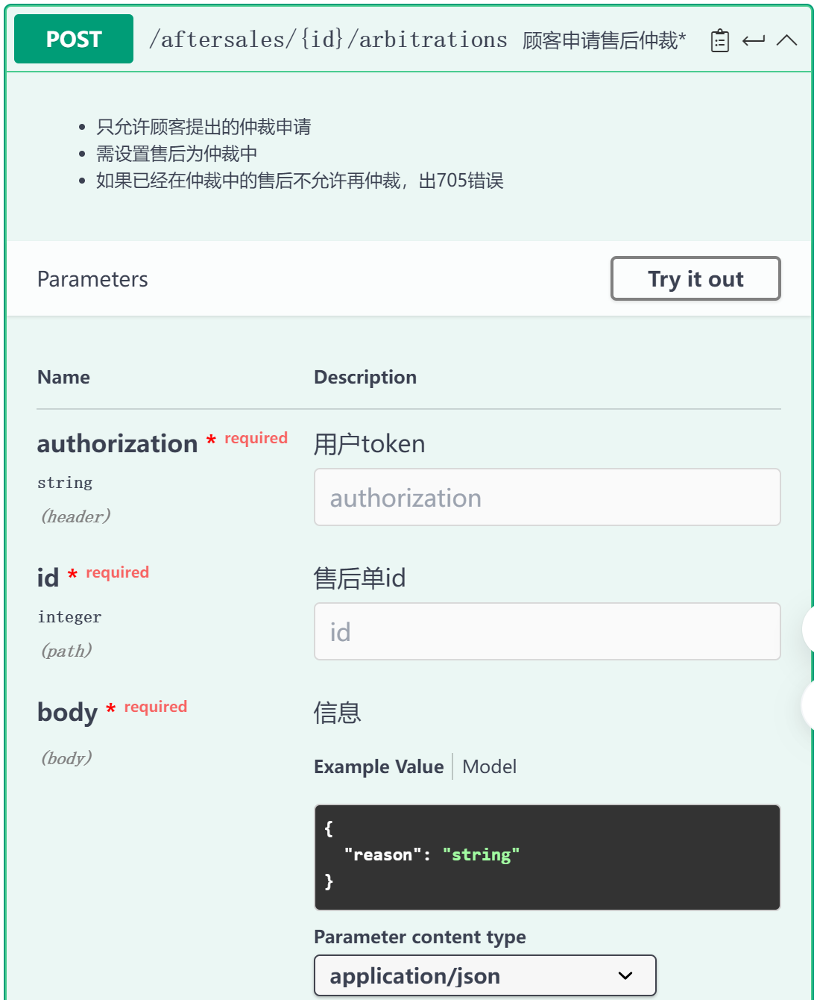 POST /aftersales/{id}/arbitrations 顾客申请售后仲裁*
• 只允许顾客提出的仲裁申请
• 需设置售后为仲裁中
• 如果已经在仲裁中的售后不允许再仲裁，出705错误
Parameters Try it out
Name Description
authorization * required 用户token
string
authorization
(header)
id * required 售后单id
integer
id
(path)
body * required 信息
(body)
Example Value Model
{
  "reason": "string"
}
Parameter content type
application/json